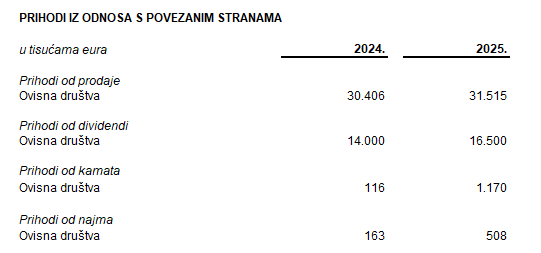 PRIHODI IZ ODNOSA S POVEZANIM STRANAMA
u tisućama eura 2024. 2025.
Prihodi od prodaje
Ovisna društva 30.406 31.515
Prihodi od dividendi
Ovisna društva 14.000 16.500
Prihodi od kamata
Ovisna društva 116 1.170
Prihodi od najma
Ovisna društva 163 508